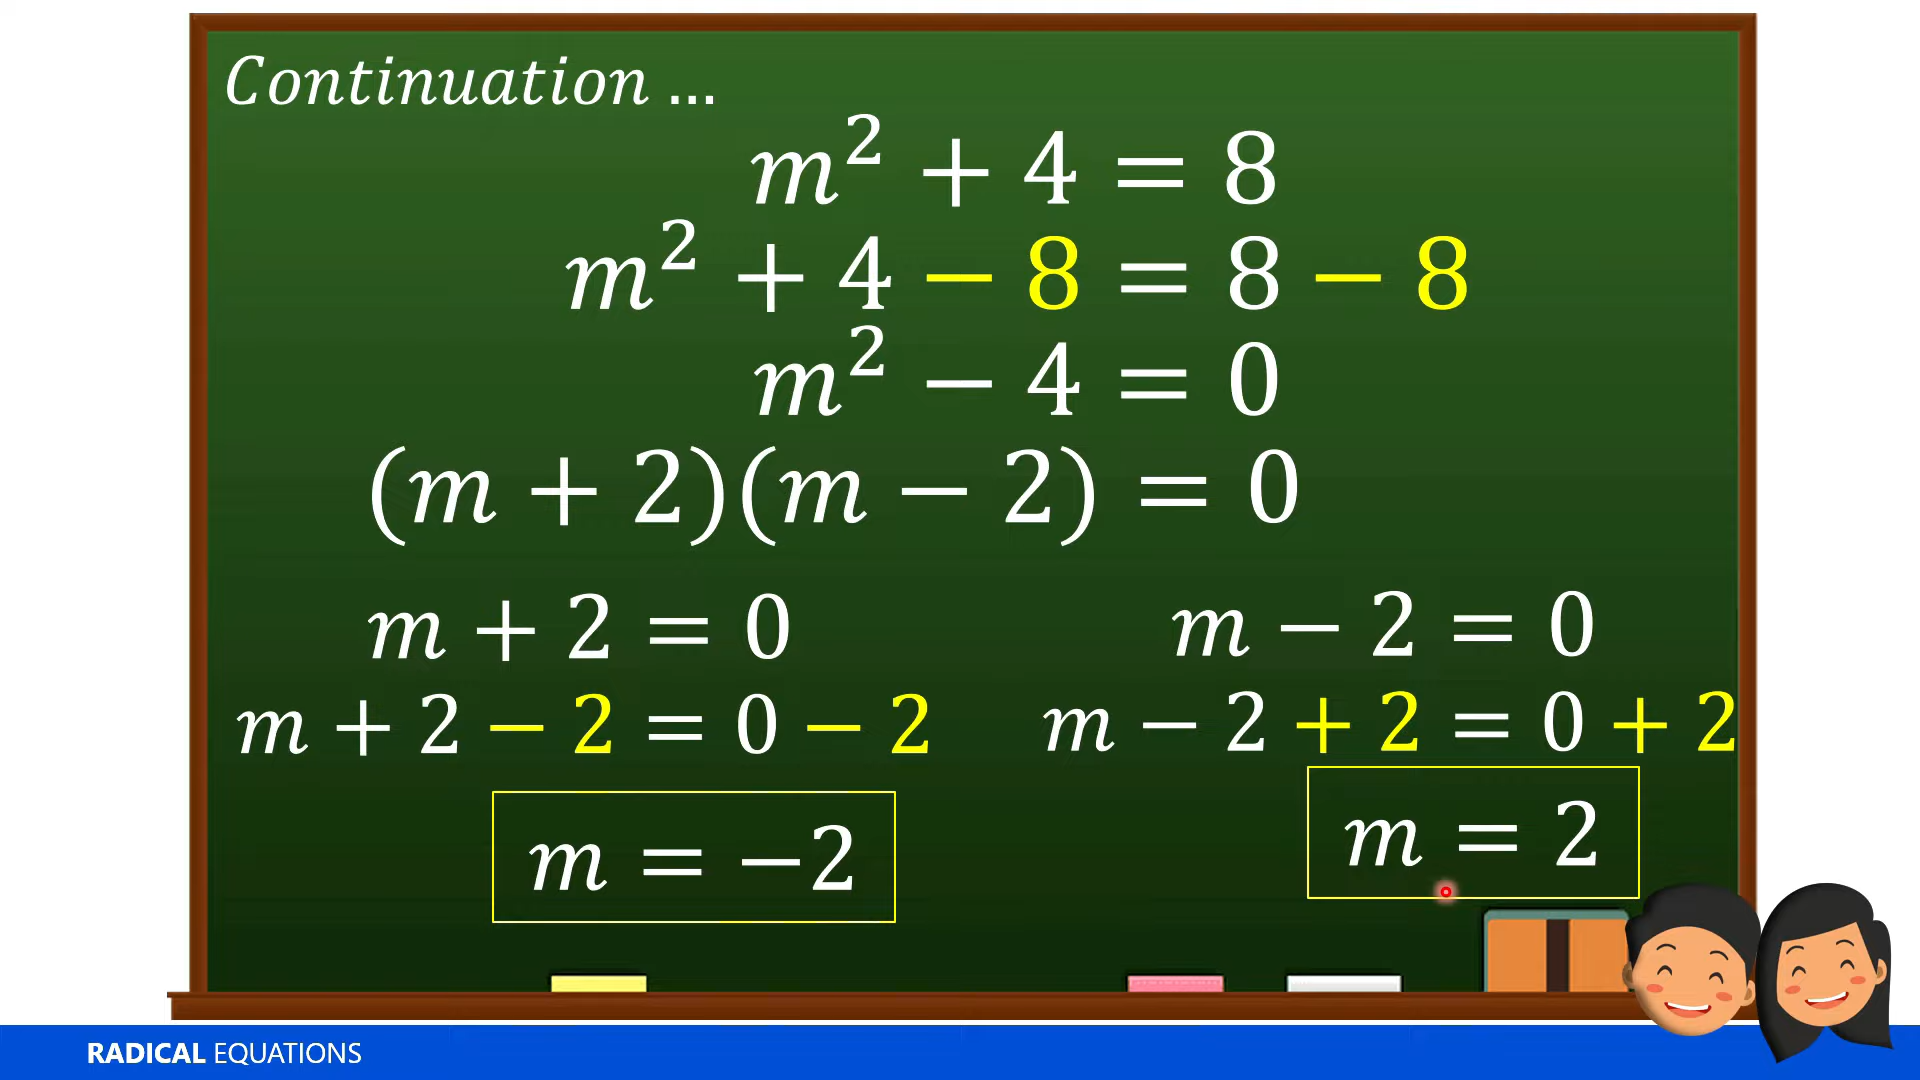 Continuation ...
m² + 4 = 8
m² + 4 − 8 = 8 − 8
m² − 4 = 0
(m + 2)(m − 2) = 0
m + 2 = 0
m + 2 − 2 = 0 − 2
m = −2
m − 2 = 0
m − 2 + 2 = 0 + 2
m = 2
RADICAL EQUATIONS